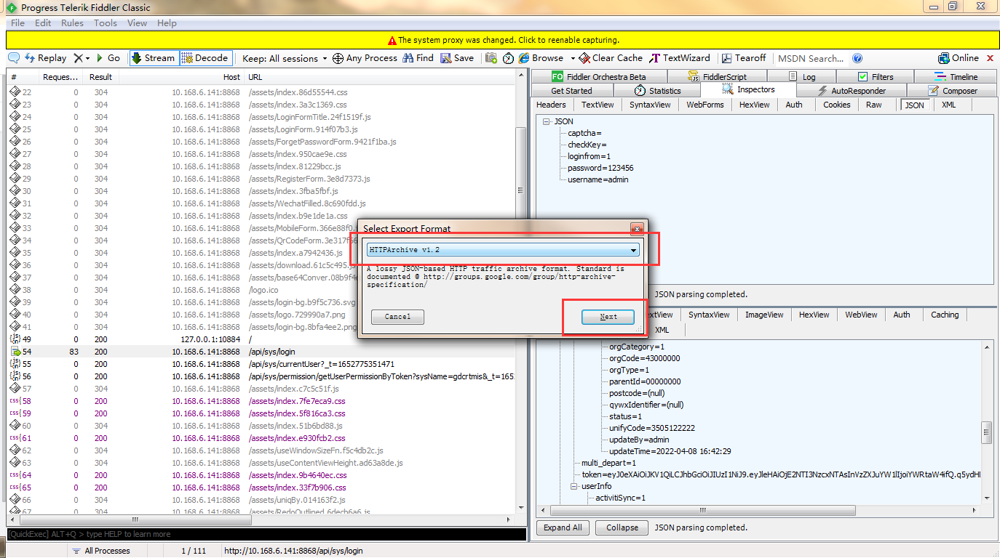 Progress Telerik Fiddler Classic
File Edit Rules Tools View Help
The system proxy was changed. Click to reenable capturing.
Replay Go Stream Decode Keep: All sessions Any Process Find Save Browse Clear Cache TextWizard Tearoff MSDN Search... Online
# Reques... Result Host URL
22 0 304 10.168.6.141:8868 /assets/index.86d55544.css
23 0 304 10.168.6.141:8868 /assets/index.3a3c1369.css
24 0 304 10.168.6.141:8868 /assets/LoginFormTitle.24f1519f.js
25 0 304 10.168.6.141:8868 /assets/LoginForm.914f07b3.js
26 0 304 10.168.6.141:8868 /assets/ForgetPasswordForm.9421f1ba.js
27 0 304 10.168.6.141:8868 /assets/index.950cae9e.css
28 0 304 10.168.6.141:8868 /assets/index.81229bcc.js
29 0 304 10.168.6.141:8868 /assets/RegisterForm.3e8d7373.js
30 0 304 10.168.6.141:8868 /assets/index.3fba5fbf.js
31 0 304 10.168.6.141:8868 /assets/WechatFilled.8c690fdd.js
32 0 304 10.168.6.141:8868 /assets/index.b9e1de1a.css
33 0 304 10.168.6.141:8868 /assets/MobileForm.366e88f0.j
34 0 304 10.168.6.141:8868 /assets/QrCodeForm.3e317f66
35 0 304 10.168.6.141:8868 /assets/index.a7942436.js
36 0 304 10.168.6.141:8868 /assets/download.61c5c495.js
37 0 304 10.168.6.141:8868 /assets/base64Conver.08b9f4e
38 0 304 10.168.6.141:8868 /logo.ico
39 0 304 10.168.6.141:8868 /assets/login-bg.b9f5c736.svg
40 0 304 10.168.6.141:8868 /assets/logo.729990a7.png
41 0 304 10.168.6.141:8868 /assets/login-bg.8bfa4ee2.png
49 0 200 127.0.0.1:10884 /
54 83 200 10.168.6.141:8868 /api/sys/login
55 0 200 10.168.6.141:8868 /api/sys/currentUser?_t=1652775351471
56 0 200 10.168.6.141:8868 /api/sys/permission/getUserPermissionByToken?sysName=gdcrtmis&_t=165
57 0 304 10.168.6.141:8868 /assets/index.c7c5c51f.js
58 0 200 10.168.6.141:8868 /assets/index.7fe7eca9.css
59 0 200 10.168.6.141:8868 /assets/index.5f816ca3.css
60 0 304 10.168.6.141:8868 /assets/index.51b6bd88.js
61 0 200 10.168.6.141:8868 /assets/index.e930fcb2.css
62 0 304 10.168.6.141:8868 /assets/useWindowSizeFn.f5c4db2c.js
63 0 304 10.168.6.141:8868 /assets/useContentViewHeight.ad63a8de.js
64 0 200 10.168.6.141:8868 /assets/index.9b4640ec.css
65 0 200 10.168.6.141:8868 /assets/index.33f7b906.css
66 0 304 10.168.6.141:8868 /assets/uniqBy.014163f2.js
67 0 304 10.168.6.141:8868 /assets/RedoOutlined.6decb6a6.js
[QuickExec] ALT+Q > type HELP to learn more
All Processes 1 / 111 http://10.168.6.141:8868/api/sys/login
Select Export Format
HTTPArchive v1.2
A lossy JSON-based HTTP traffic archive format. Standard is
documented @ http://groups.google.com/group/http-archive-
specification/
Cancel Next
FO Fiddler Orchestra Beta FiddlerScript Log Filters Timeline
Get Started Statistics Inspectors AutoResponder Composer
Headers TextView SyntaxView WebForms HexView Auth Cookies Raw JSON XML
JSON
captcha=
checkKey=
loginfrom=1
password=123456
username=admin
JSON parsing completed.
extView SyntaxView ImageView HexView WebView Auth Caching
XML
orgCategory=1
orgCode=43000000
orgType=1
parentId=00000000
postcode=(null)
qywxIdentifier=(null)
status=1
unifyCode=3505122222
updateBy=admin
updateTime=2022-04-08 16:42:29
multi_depart=1
token=eyJ0eXAiOiJKV1QiLCJhbGciOiJIUzI1NiJ9.eyJleHAiOjE2NTI3NzcxNTAsInVzZXJuYW1lIjoiYWRtaW4ifQ.q5ydH
userInfo
activitiSync=1
Expand All Collapse JSON parsing completed.